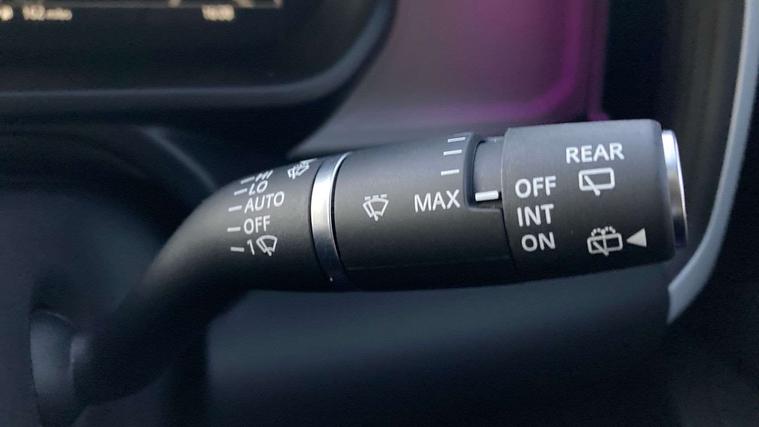 HI
LO
AUTO
OFF
1
MAX
REAR
OFF
INT
ON